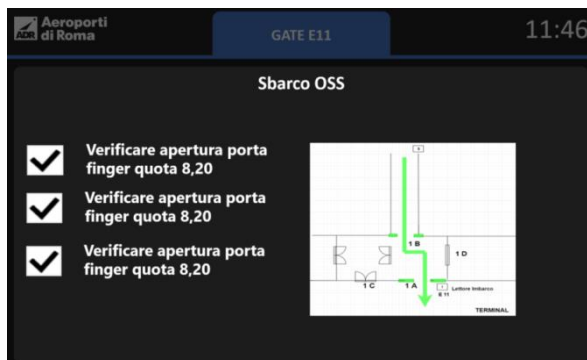 ADR Aeroporti
di Roma
GATE E11
11:46
Sbarco OSS
Verificare apertura porta
finger quota 8,20
Verificare apertura porta
finger quota 8,20
Verificare apertura porta
finger quota 8,20
1 B
1 D
1 C
1 A
E 11
Lettore Imbarco
TERMINAL